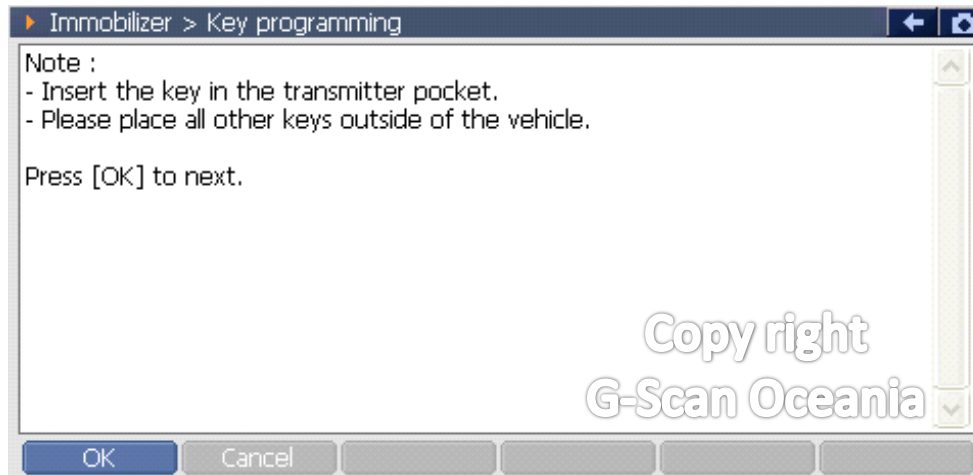 Immobilizer > Key programming
Note :
- Insert the key in the transmitter pocket.
- Please place all other keys outside of the vehicle.
Press [OK] to next.
Copy right
G-Scan Oceania
OK Cancel